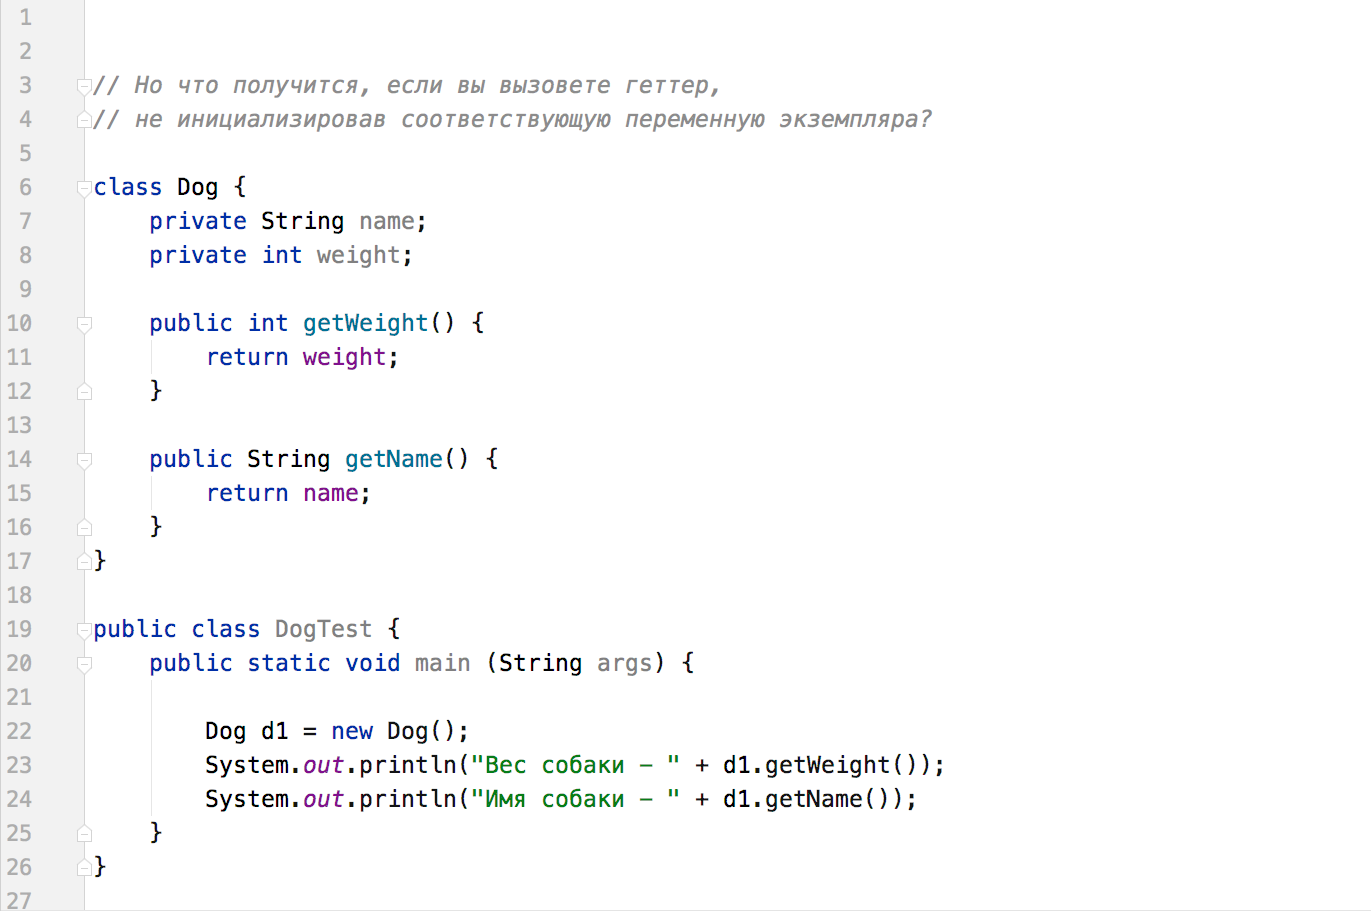 1
2
3 // Но что получится, если вы вызовете геттер,
4 // не инициализировав соответствующую переменную экземпляра?
5
6 class Dog {
7     private String name;
8     private int weight;
9
10     public int getWeight() {
11         return weight;
12     }
13
14     public String getName() {
15         return name;
16     }
17 }
18
19 public class DogTest {
20     public static void main (String args) {
21
22         Dog d1 = new Dog();
23         System.out.println("Вес собаки – " + d1.getWeight());
24         System.out.println("Имя собаки – " + d1.getName());
25     }
26 }
27